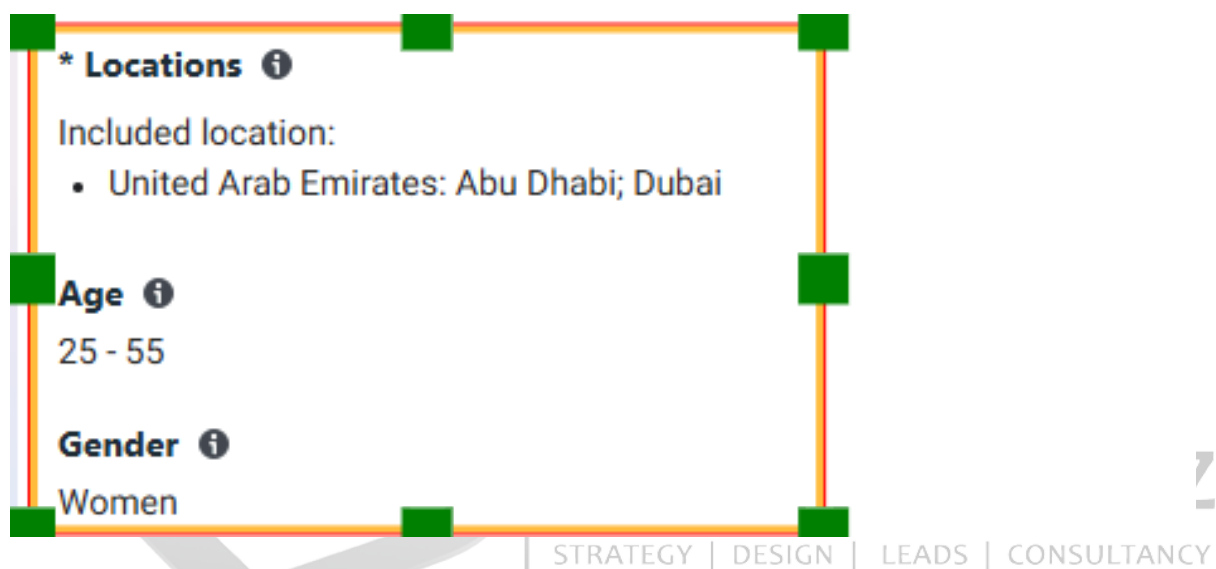 * Locations
Included location:
• United Arab Emirates: Abu Dhabi; Dubai
Age
25 - 55
Gender
Women
STRATEGY | DESIGN | LEADS | CONSULTANCY